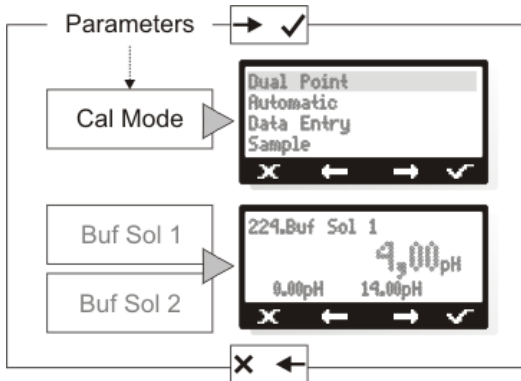 Parameters
Cal Mode
Dual Point
Automatic
Data Entry
Sample
Buf Sol 1
Buf Sol 2
224.Buf Sol 1
4,00pH
0.00pH 14.00pH